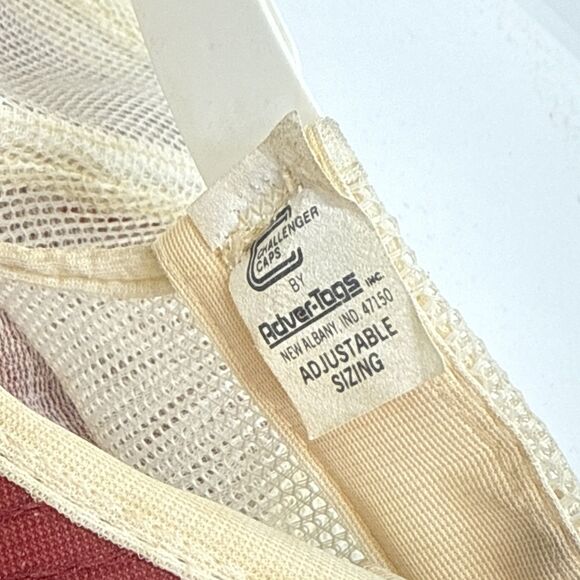 CHALLENGER
CAPS
BY
Adver-Tags INC.
NEW ALBANY, IND. 47150
ADJUSTABLE
SIZING